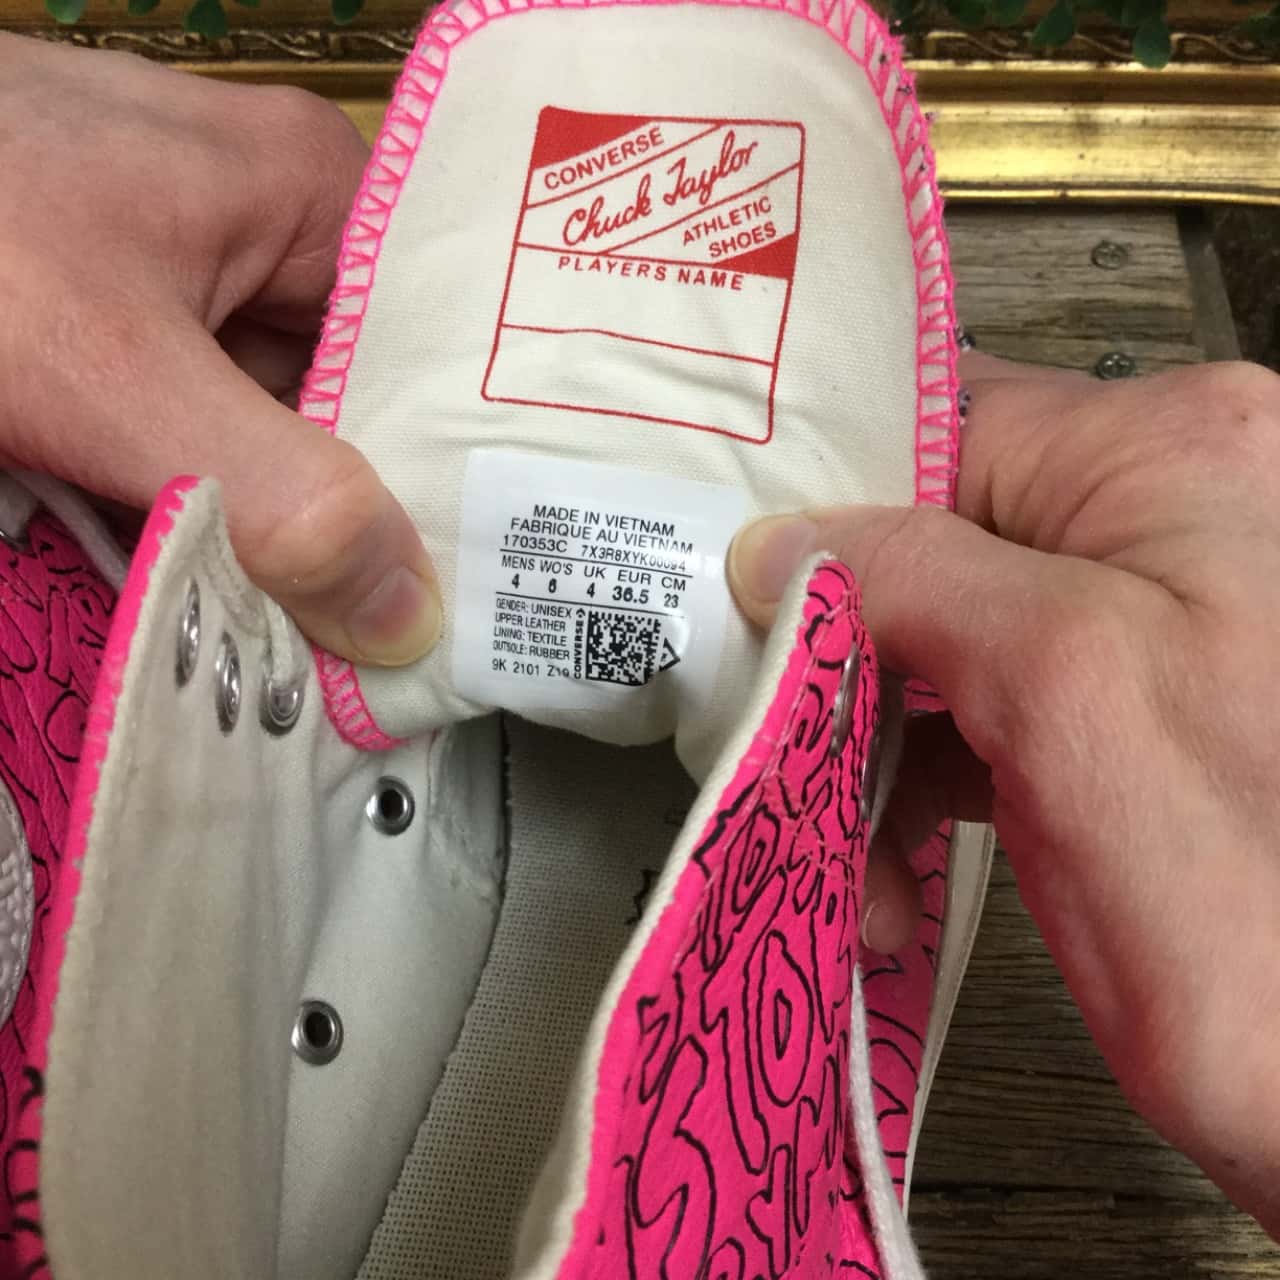 CONVERSE
Chuck Taylor
ATHLETIC
SHOES
PLAYERS NAME
MADE IN VIETNAM
FABRIQUE AU VIETNAM
170353C 7X3R8XYK00094
MENS WO'S UK EUR CM
4 6 4 36.5 23
GENDER: UNISEX
UPPER LEATHER
LINING: TEXTILE
OUTSOLE: RUBBER
9K 2101 Z19
CONVERSE